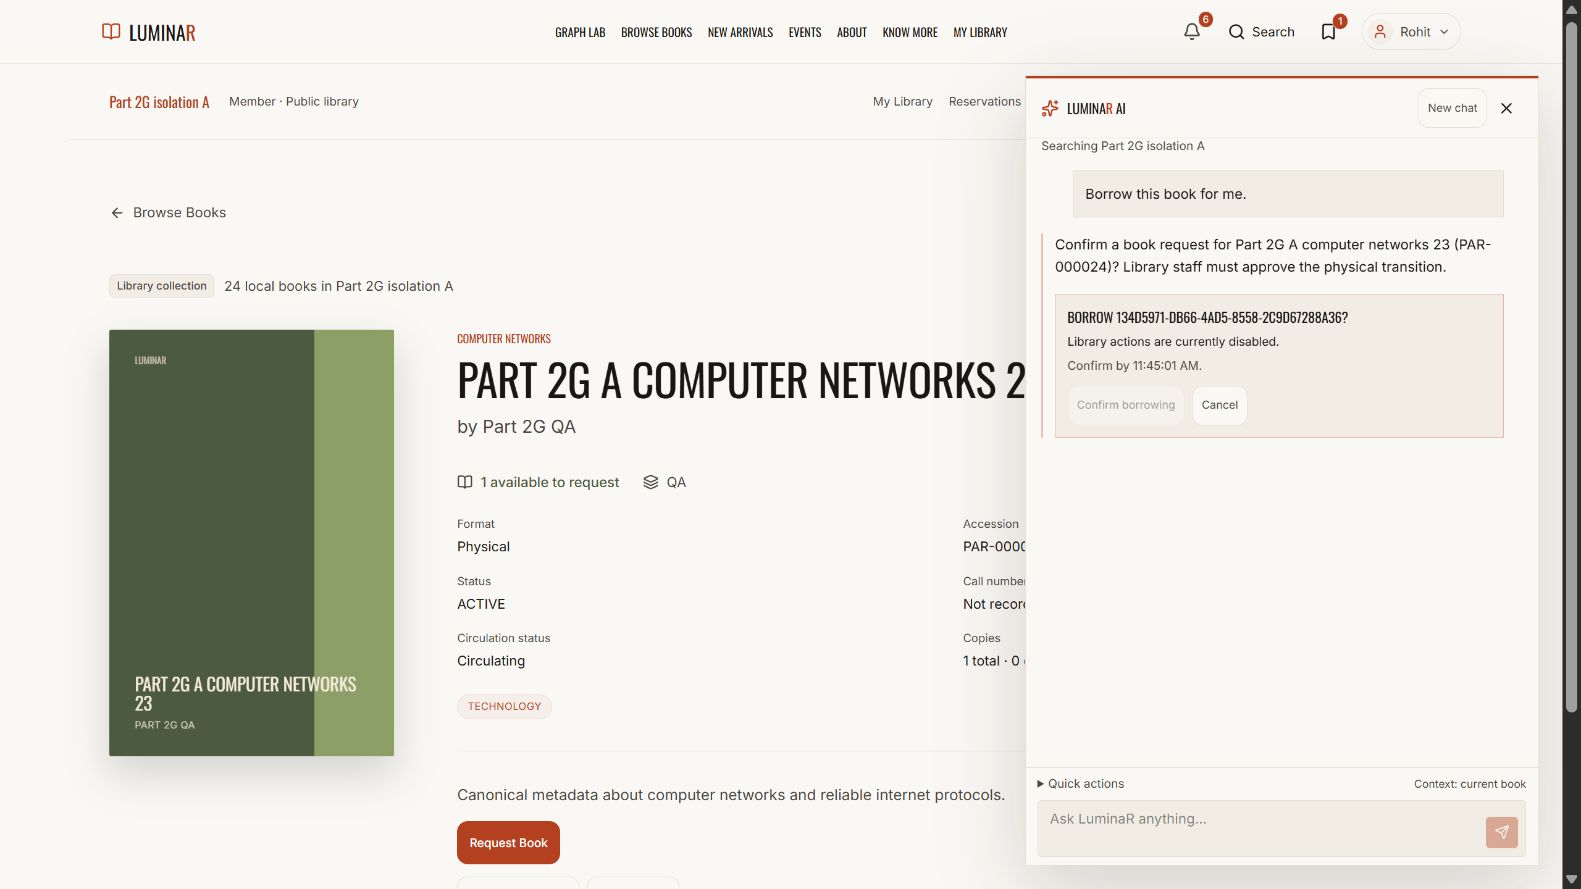 LUMINAR
GRAPH LAB
BROWSE BOOKS
NEW ARRIVALS
EVENTS
ABOUT
KNOW MORE
MY LIBRARY
6
Search
1
Rohit
Part 2G isolation A
Member · Public library
My Library
Reservations
Browse Books
Library collection
24 local books in Part 2G isolation A
LUMINAR
PART 2G A COMPUTER NETWORKS
23
PART 2G QA
COMPUTER NETWORKS
PART 2G A COMPUTER NETWORKS 2
by Part 2G QA
1 available to request
QA
Format
Physical
Accession
PAR-000
Status
ACTIVE
Call number
Not recor
Circulation status
Circulating
Copies
1 total · 0
TECHNOLOGY
Canonical metadata about computer networks and reliable internet protocols.
Request Book
LUMINAR AI
New chat
Searching Part 2G isolation A
Borrow this book for me.
Confirm a book request for Part 2G A computer networks 23 (PAR-
000024)? Library staff must approve the physical transition.
BORROW 134D5971-DB66-4AD5-8558-2C9D67288A36?
Library actions are currently disabled.
Confirm by 11:45:01 AM.
Confirm borrowing
Cancel
Quick actions
Context: current book
Ask LuminaR anything...